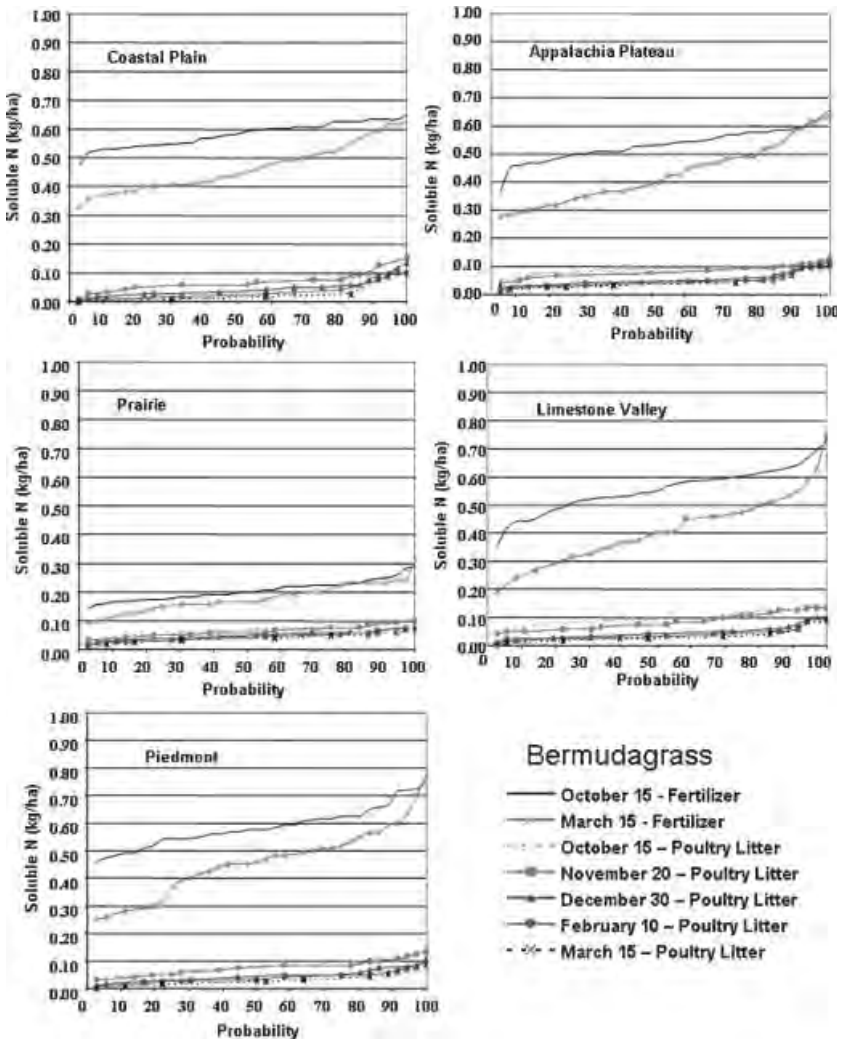 Coastal Plain
Soluble N (kg/ha)
1.00
0.90
0.80
0.70
0.60
0.50
0.40
0.30
0.20
0.10
0.00
0 10 20 30 40 50 60 70 80 90 100
Probability
Appalachia Plateau
Soluble N (kg/ha)
1.00
0.90
0.80
0.70
0.60
0.50
0.40
0.30
0.20
0.10
0.00
0 10 20 30 40 50 60 70 80 90 100
Probability
Prairie
Soluble N (kg/ha)
1.00
0.90
0.80
0.70
0.60
0.50
0.40
0.30
0.20
0.10
0.00
0 10 20 30 40 50 60 70 80 90 100
Probability
Limestone Valley
Soluble N (kg/ha)
1.00
0.90
0.80
0.70
0.60
0.50
0.40
0.30
0.20
0.10
0.00
0 10 20 30 40 50 60 70 80 90 100
Probability
Piedmont
Soluble N (kg/ha)
1.00
0.90
0.80
0.70
0.60
0.50
0.40
0.30
0.20
0.10
0.00
0 10 20 30 40 50 60 70 80 90 100
Probability
Bermudagrass
October 15 - Fertilizer
March 15 - Fertilizer
October 15 – Poultry Litter
November 20 – Poultry Litter
December 30 – Poultry Litter
February 10 – Poultry Litter
March 15 – Poultry Litter